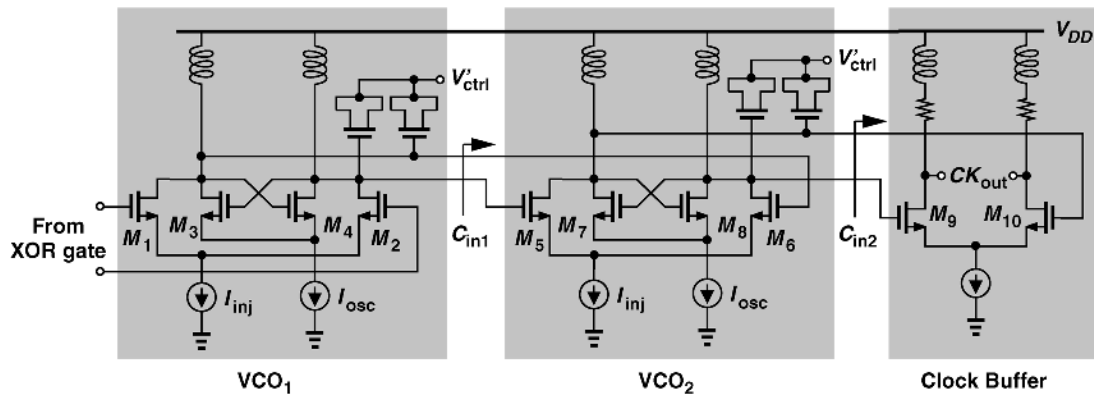 V_DD
V'_ctrl
V'_ctrl
From
XOR gate
M_1
M_3
M_4
M_2
C_in1
M_5
M_7
M_8
M_6
C_in2
CK_out
M_9
M_10
I_inj
I_osc
I_inj
I_osc
VCO_1
VCO_2
Clock Buffer